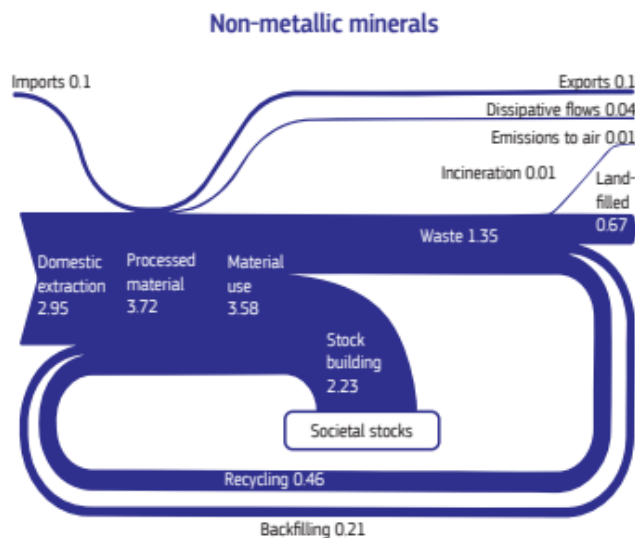 Non-metallic minerals
Imports 0.1
Exports 0.1
Dissipative flows 0.04
Emissions to air 0.01
Incineration 0.01
Land-
filled
0.67
Waste 1.35
Domestic
extraction
2.95
Processed
material
3.72
Material
use
3.58
Stock
building
2.23
Societal stocks
Recycling 0.46
Backfilling 0.21